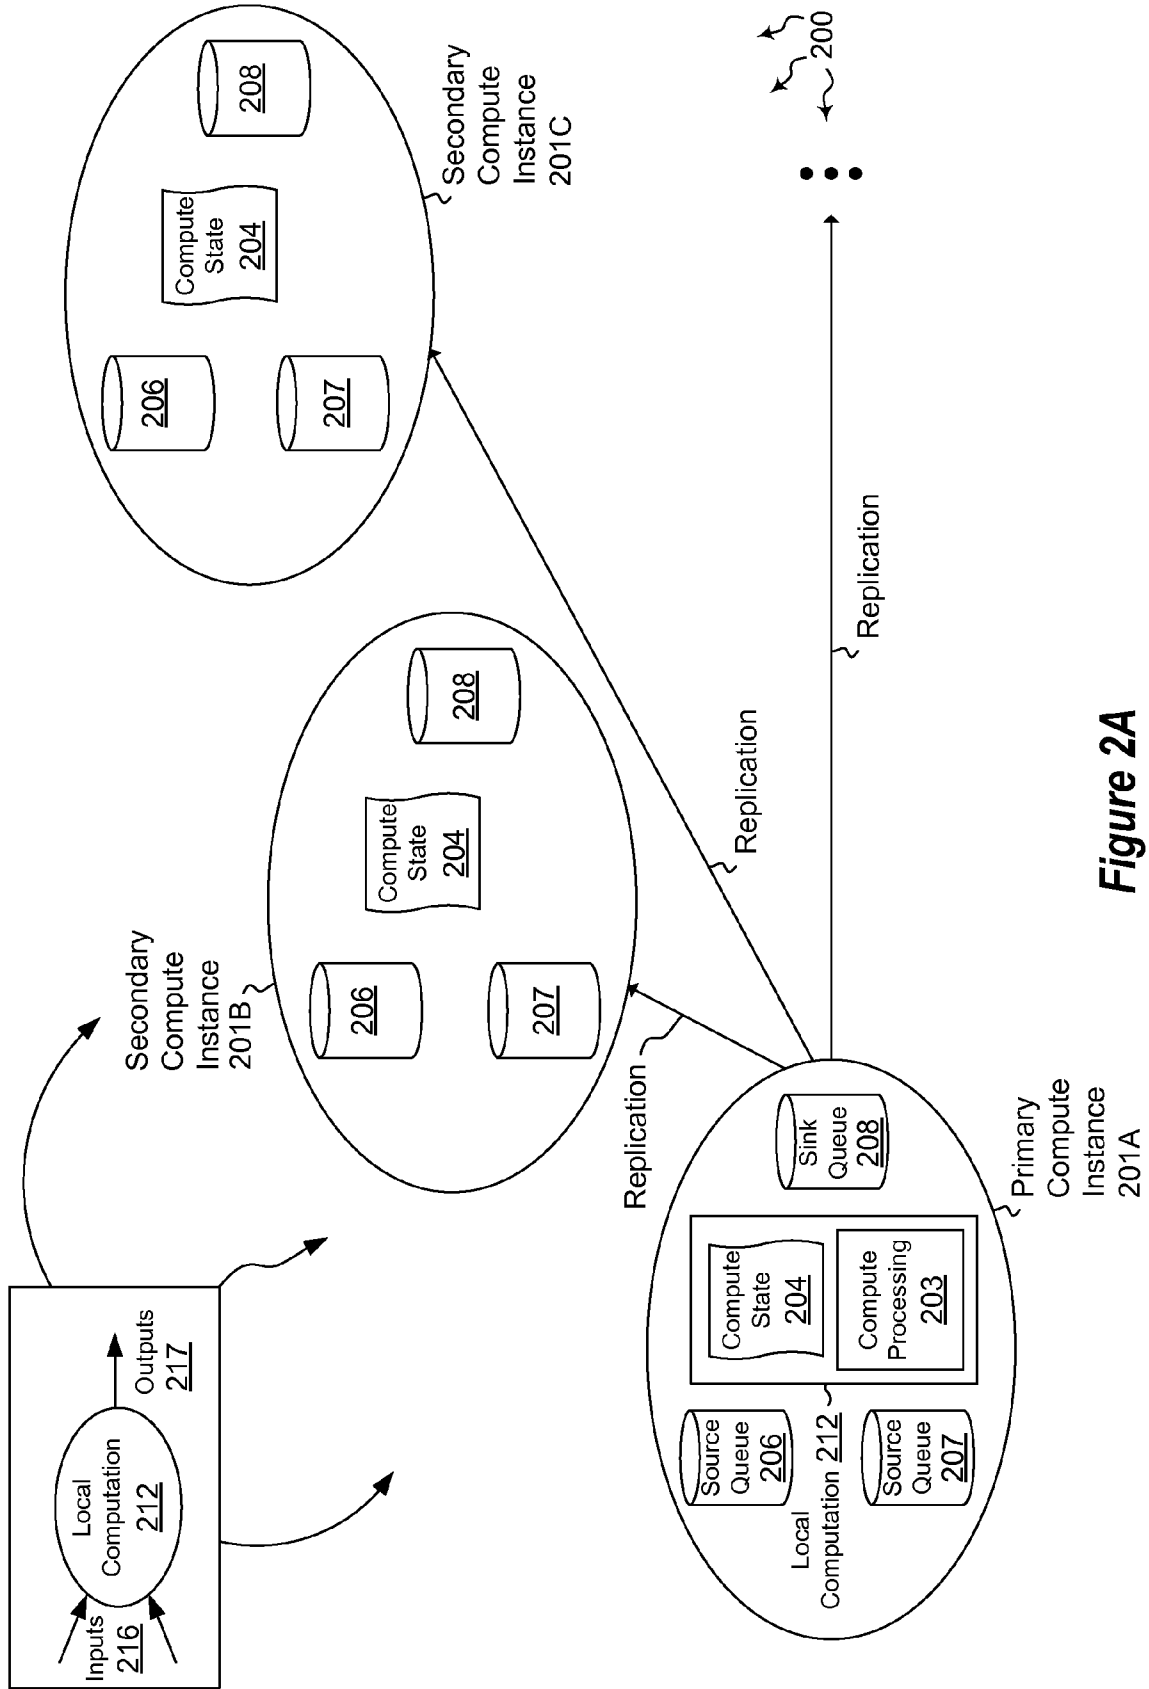 Inputs
216
Local
Computation
212
Outputs
217
Secondary
Compute
Instance
201B
206
207
Compute
State
204
208
206
207
Compute
State
204
208
Secondary
Compute
Instance
201C
Source
Queue
206
Local
Computation 212
Source
Queue
207
Compute
State
204
Compute
Processing
203
Sink
Queue
208
Primary
Compute
Instance
201A
Replication
Replication
Replication
200
Figure 2A